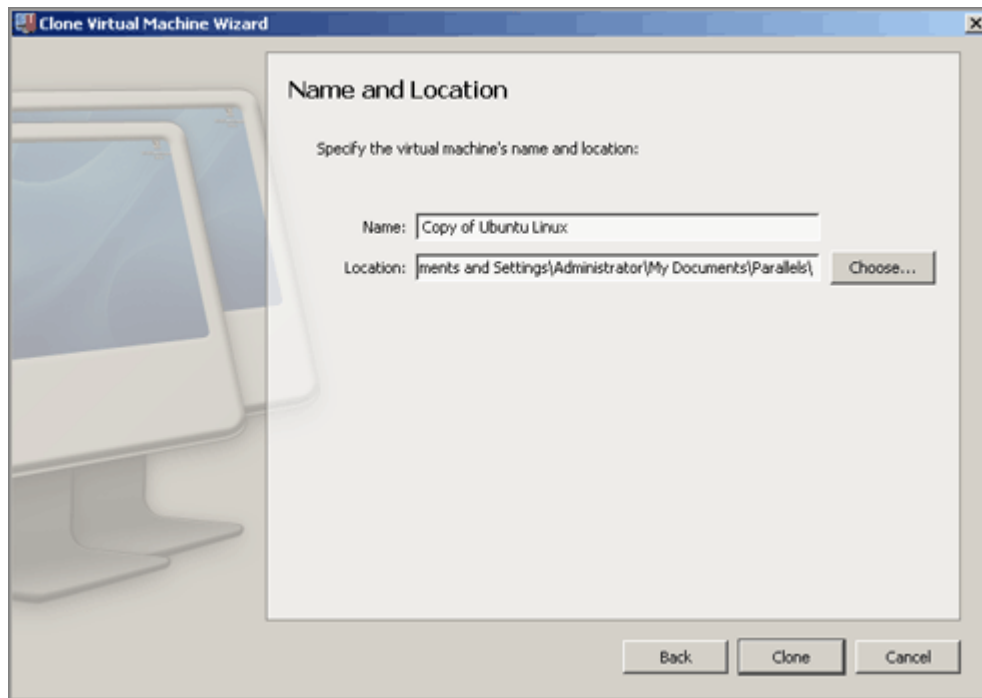 Clone Virtual Machine Wizard
Name and Location
Specify the virtual machine's name and location:
Name: Copy of Ubuntu Linux
Location: ments and Settings\Administrator\My Documents\Parallels\ Choose...
Back Clone Cancel